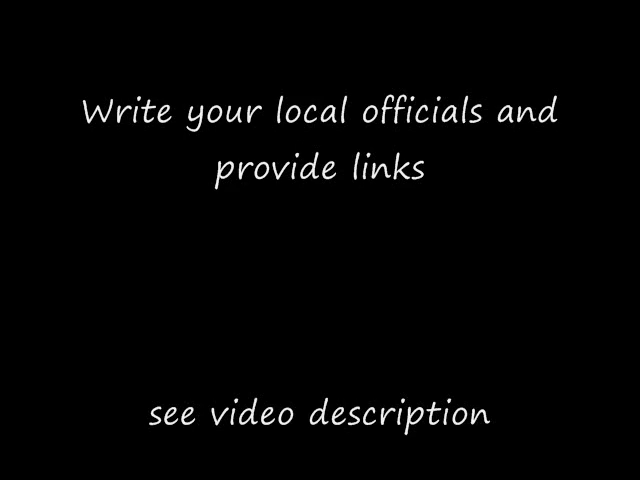 Write your local officials and
provide links
see video description